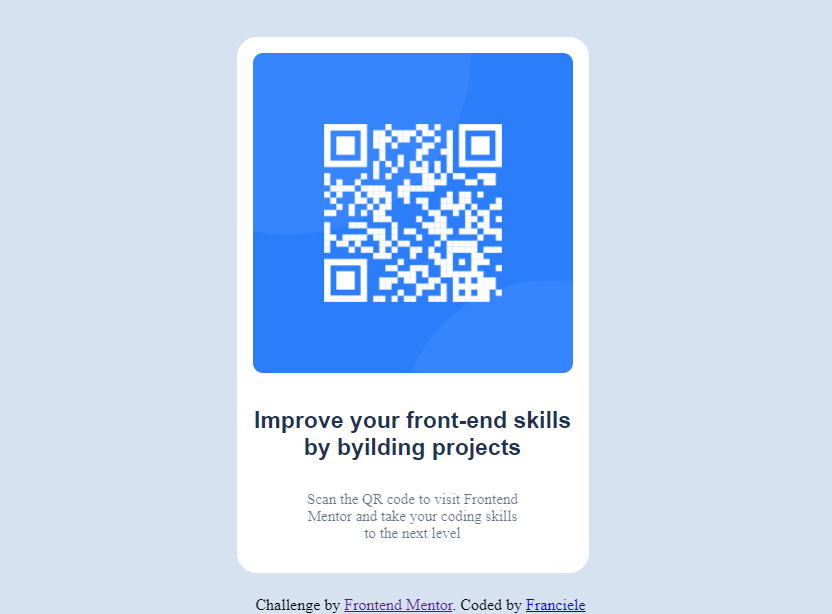 Improve your front-end skills
by byilding projects
Scan the QR code to visit Frontend
Mentor and take your coding skills
to the next level
Challenge by Frontend Mentor. Coded by Franciele